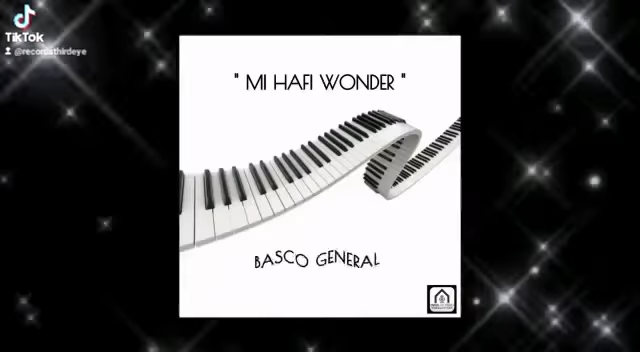 TikTok
@recordsthirdeye
" MI HAFI WONDER "
BASCO GENERAL